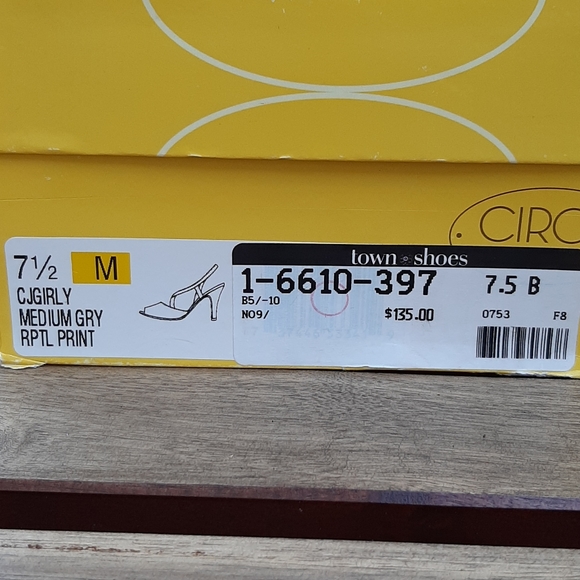 CIRC
7½ M
CJGIRLY
MEDIUM GRY
RPTL PRINT
town shoes
1-6610-397 7.5 B
B5/-10
NO9/ $135.00 0753 F8